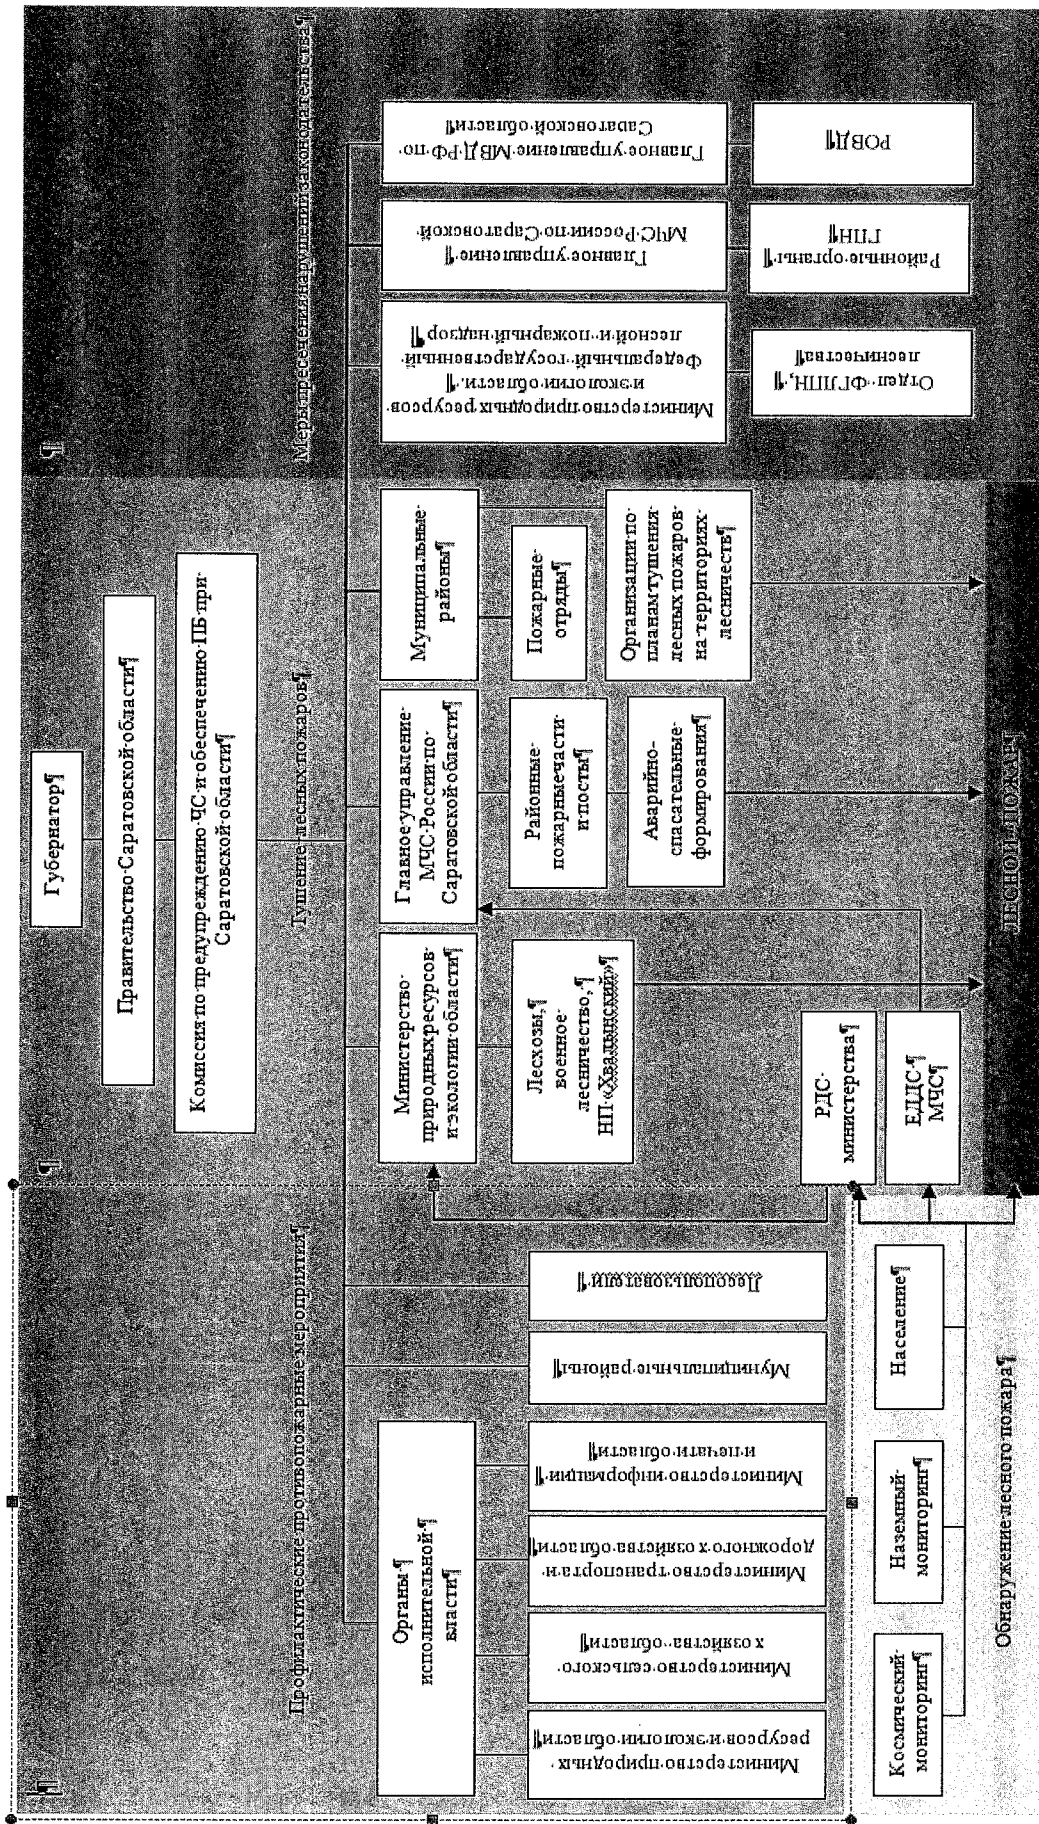 Губернатор¶
Правительство·Саратовской·области¶
Комиссия·по·предупреждению·ЧС·и·обеспечению·ПБ·при·
Саратовской·области¶
¶
¶
¶
Профилактические·противопожарные·мероприятия¶
Тушение·лесных·пожаров¶
Меры·пресечения·нарушений·законодательства¶
Органы·¶
исполнительной·
власти¶
Министерство·природных·
ресурсов·и·экологии·области¶
Министерство·сельского·
хозяйства··области¶
Министерство·транспорта·и·
дорожного·хозяйства·области¶
Министерство·информации·¶
и·печати·области¶
Муниципальные·районы¶
Лесопользователи·¶
Министерство·
природных·ресурсов·
и·экологии·области¶
Лесхозы,¶
военное·
лесничество,·¶
НП·«Хвалынский»¶
Главное·управление·
МЧС·России·по·
Саратовской·области¶
Районные·
пожарные·части·
и·посты¶
Аварийно-
спасательные·
формирования¶
Муниципальные·
районы¶
Пожарные·
отряды¶
Организации·по·
планам·тушения·
лесных·пожаров·
на·территориях·
лесничеств¶
Министерство·природных·ресурсов·
и·экологии·области.·¶
Федеральный·государственный·
лесной·и·пожарный·надзор¶
Отдел··ФГЛПН,·¶
лесничества¶
Главное·управление·¶
МЧС·России·по·Саратовской·
Районные·органы·¶
ГПН¶
Главное·управление·МВД·РФ·по·
Саратовской·области¶
РОВД¶
РДС·
министерства¶
ЕДДС·¶
МЧС¶
Космический·
мониторинг¶
Наземный·
мониторинг¶
Население¶
Обнаружение·лесного·пожара¶
ЛЕСНОЙ··ПОЖАР¶